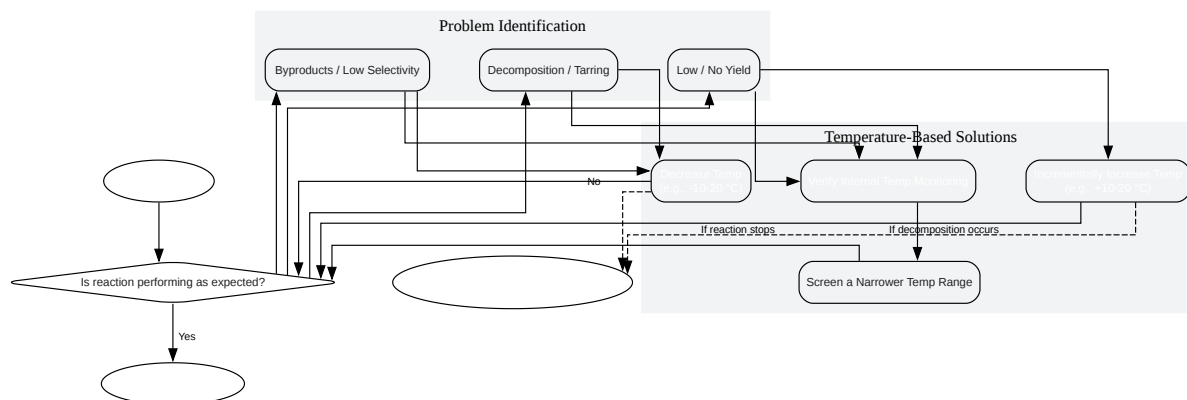 Problem Identification
Byproducts / Low Selectivity
Decomposition / Tarring
Low / No Yield
Temperature-Based Solutions
No
Decrease Temp
(e.g., -10-20 °C)
Verify Internal Temp Monitoring
Incrementally Increase Temp
(e.g., +10-20 °C)
If reaction stops
If decomposition occurs
Is reaction performing as expected?
Screen a Narrower Temp Range
Yes